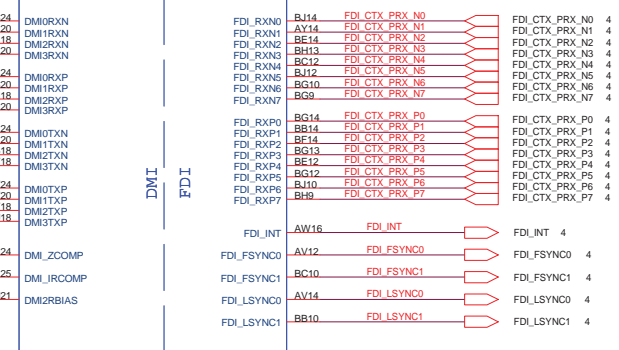 24 DMI0RXN FDI_RXN0 BJ14 FDI_CTX_PRX_N0 FDI_CTX_PRX_N0 4
20 DMI1RXN FDI_RXN1 AY14 FDI_CTX_PRX_N1 FDI_CTX_PRX_N1 4
18 DMI2RXN FDI_RXN2 BE14 FDI_CTX_PRX_N2 FDI_CTX_PRX_N2 4
20 DMI3RXN FDI_RXN3 BH13 FDI_CTX_PRX_N3 FDI_CTX_PRX_N3 4
FDI_RXN4 BC12 FDI_CTX_PRX_N4 FDI_CTX_PRX_N4 4
24 DMI0RXP FDI_RXN5 BJ12 FDI_CTX_PRX_N5 FDI_CTX_PRX_N5 4
20 DMI1RXP FDI_RXN6 BG10 FDI_CTX_PRX_N6 FDI_CTX_PRX_N6 4
18 DMI2RXP FDI_RXN7 BG9 FDI_CTX_PRX_N7 FDI_CTX_PRX_N7 4
20 DMI3RXP
FDI_RXP0 BG14 FDI_CTX_PRX_P0 FDI_CTX_PRX_P0 4
24 DMI0TXN FDI_RXP1 BB14 FDI_CTX_PRX_P1 FDI_CTX_PRX_P1 4
20 DMI1TXN FDI_RXP2 BF14 FDI_CTX_PRX_P2 FDI_CTX_PRX_P2 4
18 DMI2TXN FDI_RXP3 BG13 FDI_CTX_PRX_P3 FDI_CTX_PRX_P3 4
18 DMI3TXN FDI_RXP4 BE12 FDI_CTX_PRX_P4 FDI_CTX_PRX_P4 4
FDI_RXP5 BG12 FDI_CTX_PRX_P5 FDI_CTX_PRX_P5 4
24 DMI0TXP FDI_RXP6 BJ10 FDI_CTX_PRX_P6 FDI_CTX_PRX_P6 4
20 DMI1TXP FDI_RXP7 BH9 FDI_CTX_PRX_P7 FDI_CTX_PRX_P7 4
18 DMI2TXP
18 DMI3TXP
DMI
FDI
FDI_INT AW16 FDI_INT FDI_INT 4
24 DMI_ZCOMP FDI_FSYNC0 AV12 FDI_FSYNC0 FDI_FSYNC0 4
25 DMI_IRCOMP FDI_FSYNC1 BC10 FDI_FSYNC1 FDI_FSYNC1 4
21 DMI2RBIAS FDI_LSYNC0 AV14 FDI_LSYNC0 FDI_LSYNC0 4
FDI_LSYNC1 BB10 FDI_LSYNC1 FDI_LSYNC1 4